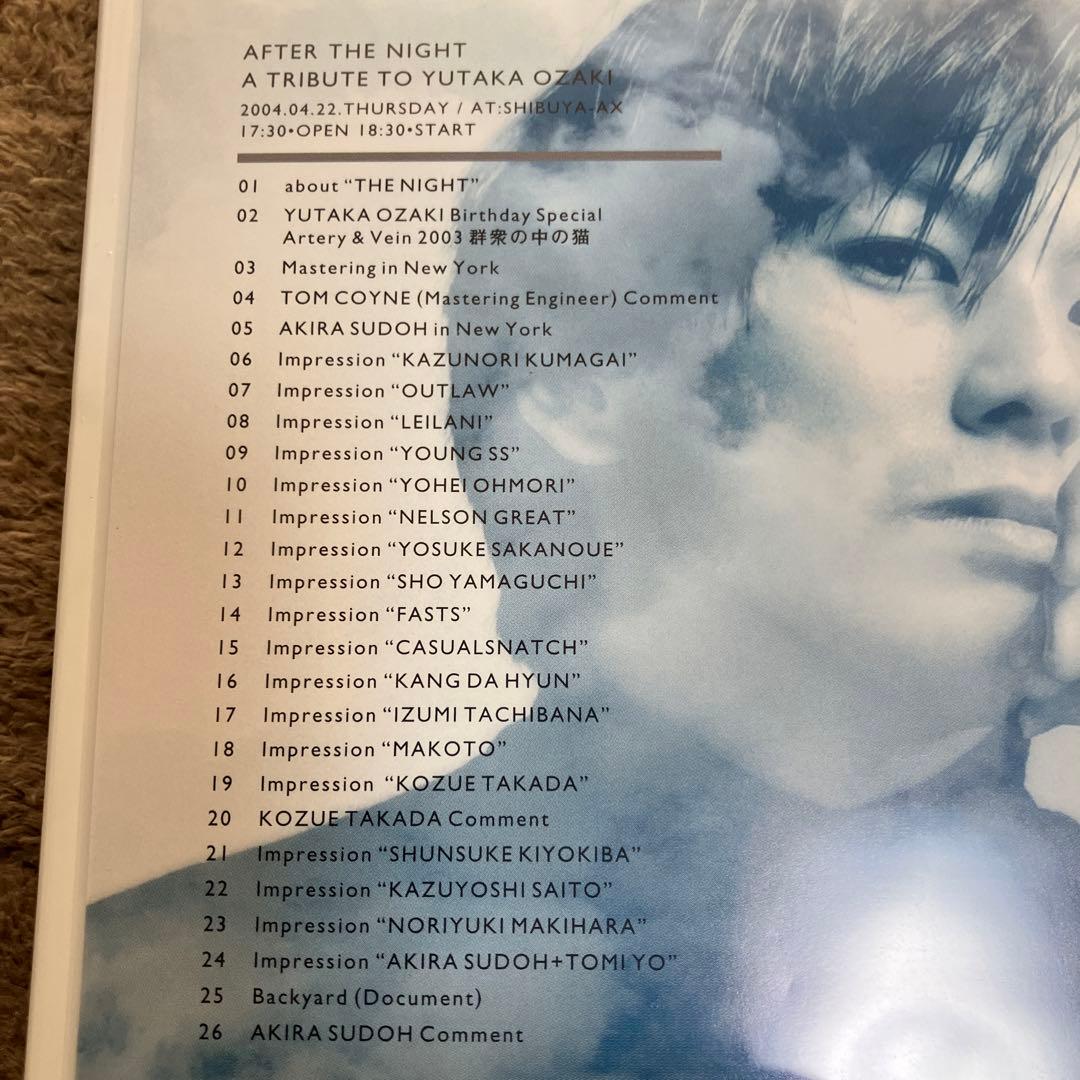 AFTER THE NIGHT
A TRIBUTE TO YUTAKA OZAKI
2004.04.22.THURSDAY / AT:SHIBUYA-AX
17:30•OPEN 18:30•START
01 about “THE NIGHT”
02 YUTAKA OZAKI Birthday Special
Artery & Vein 2003 群衆の中の猫
03 Mastering in New York
04 TOM COYNE (Mastering Engineer) Comment
05 AKIRA SUDOH in New York
06 Impression “KAZUNORI KUMAGAI”
07 Impression “OUTLAW”
08 Impression “LEILANI”
09 Impression “YOUNG SS”
10 Impression “YOHEI OHMORI”
11 Impression “NELSON GREAT”
12 Impression “YOSUKE SAKANOUE”
13 Impression “SHO YAMAGUCHI”
14 Impression “FASTS”
15 Impression “CASUALSNATCH”
16 Impression “KANG DA HYUN”
17 Impression “IZUMI TACHIBANA”
18 Impression “MAKOTO”
19 Impression “KOZUE TAKADA”
20 KOZUE TAKADA Comment
21 Impression “SHUNSUKE KIYOKIBA”
22 Impression “KAZUYOSHI SAITO”
23 Impression “NORIYUKI MAKIHARA”
24 Impression “AKIRA SUDOH+TOMI YO”
25 Backyard (Document)
26 AKIRA SUDOH Comment